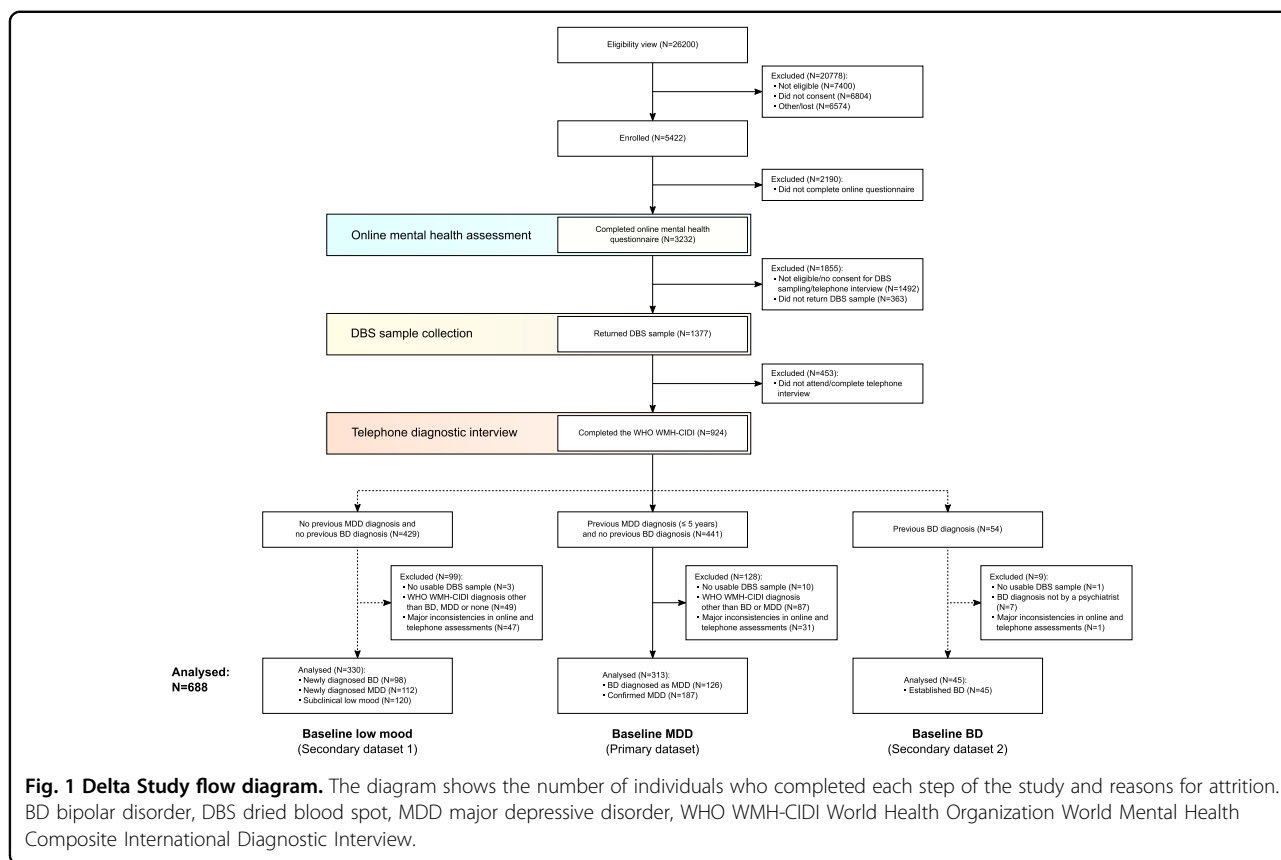 Eligibility view (N=26200)
Excluded (N=20778):
▪ Not eligible (N=7400)
▪ Did not consent (N=6804)
▪ Other/lost (N=6574)
Enrolled (N=5422)
Excluded (N=2190):
▪ Did not complete online questionnaire
Online mental health assessment
Completed online mental health
questionnaire (N=3232)
Excluded (N=1855):
▪ Not eligible/no consent for DBS
sampling/telephone interview (N=1492)
▪ Did not return DBS sample (N=363)
DBS sample collection
Returned DBS sample (N=1377)
Excluded (N=453):
▪ Did not attend/complete telephone
interview
Telephone diagnostic interview
Completed the WHO WMH-CIDI (N=924)
No previous MDD diagnosis and
no previous BD diagnosis (N=429)
Previous MDD diagnosis (≤ 5 years)
and no previous BD diagnosis (N=441)
Previous BD diagnosis (N=54)
Excluded (N=99):
▪ No usable DBS sample (N=3)
▪ WHO WMH-CIDI diagnosis other
than BD, MDD or none (N=49)
▪ Major inconsistencies in online and
telephone assessments (N=47)
Excluded (N=128):
▪ No usable DBS sample (N=10)
▪ WHO WMH-CIDI diagnosis
other than BD or MDD (N=87)
▪ Major inconsistencies in online and
telephone assessments (N=31)
Excluded (N=9):
▪ No usable DBS sample (N=1)
▪ BD diagnosis not by a psychiatrist
(N=7)
▪ Major inconsistencies in online and
telephone assessments (N=1)
Analysed:
N=688
Analysed (N=330):
▪ Newly diagnosed BD (N=98)
▪ Newly diagnosed MDD (N=112)
▪ Subclinical low mood (N=120)
Analysed (N=313):
▪ BD diagnosed as MDD (N=126)
▪ Confirmed MDD (N=187)
Analysed (N=45):
▪ Established BD (N=45)
Baseline low mood
(Secondary dataset 1)
Baseline MDD
(Primary dataset)
Baseline BD
(Secondary dataset 2)
Fig. 1 Delta Study flow diagram. The diagram shows the number of individuals who completed each step of the study and reasons for attrition.
BD bipolar disorder, DBS dried blood spot, MDD major depressive disorder, WHO WMH-CIDI World Health Organization World Mental Health
Composite International Diagnostic Interview.